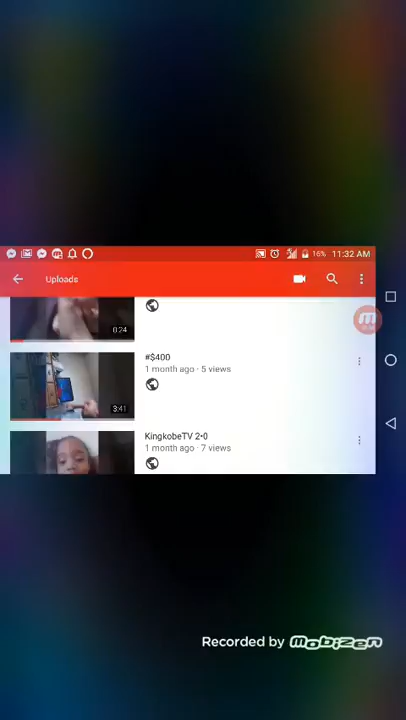 16% 11:32 AM
Uploads
0:24
#$400
1 month ago · 5 views
3:41
KingkobeTV 2•0
1 month ago · 7 views
Recorded by mobizen